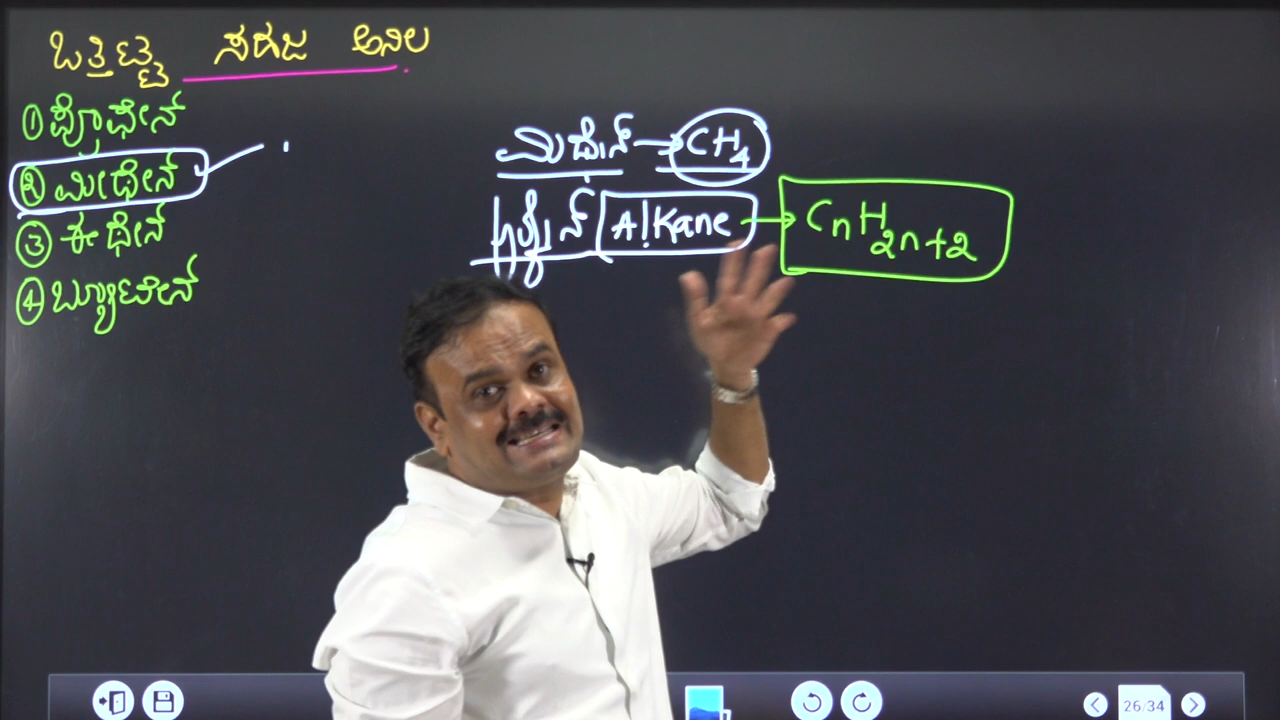 ಒತ್ತಿಟ್ಟ ಸಹಜ ಅನಿಲ
① ಪ್ರೊಫೇನ್
② ಮೀಥೇನ್
③ ಈಥೇನ್
④ ಬ್ಯೂಟೇನ್
ಮಿಥೇನ್ → CH4
Alkane → CnH2n+2
26/34